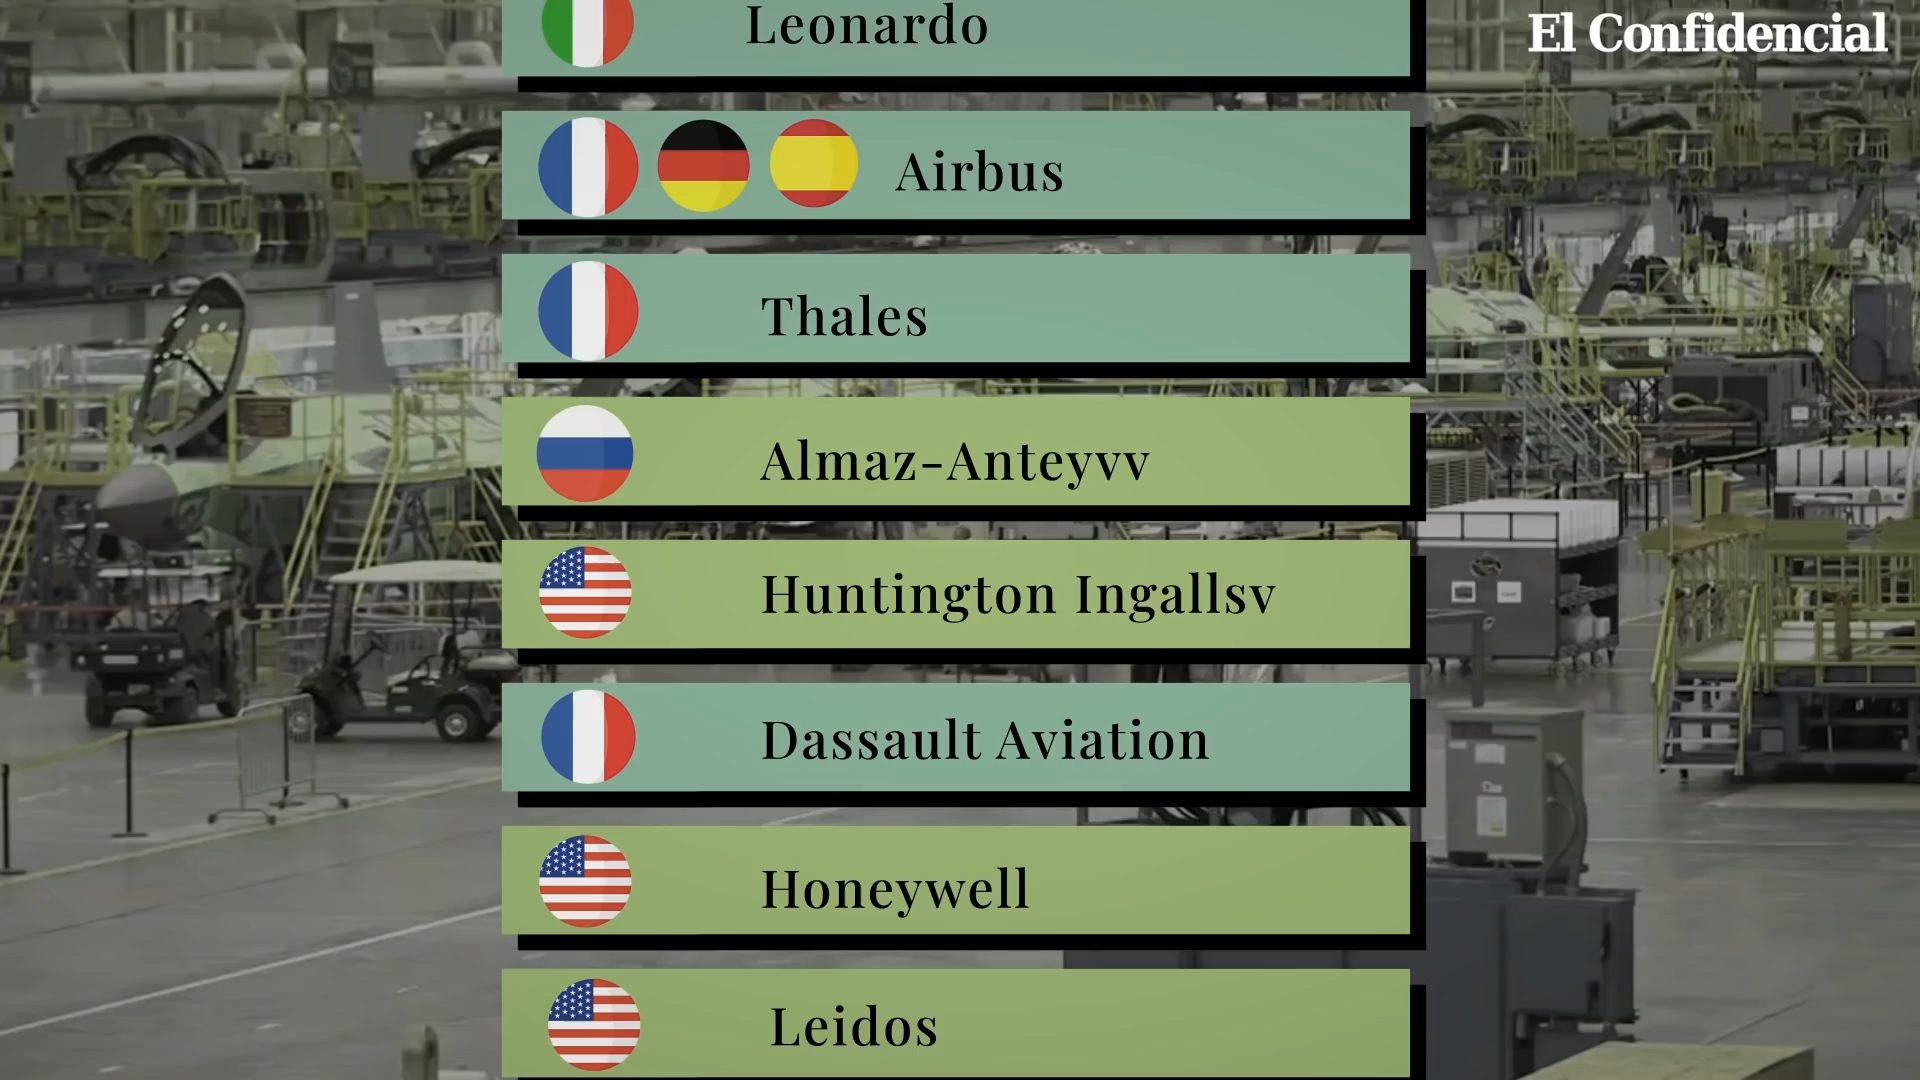 Leonardo
El Confidencial
Airbus
Thales
Almaz-Anteyvv
Huntington Ingallsv
Dassault Aviation
Honeywell
Leidos